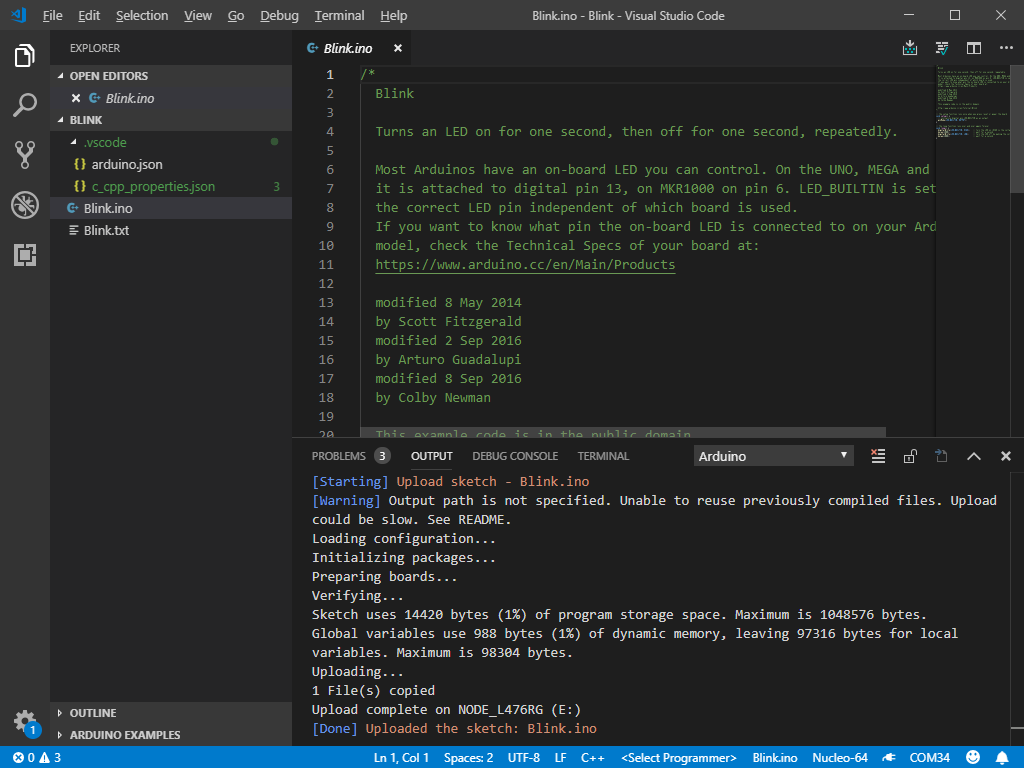 File Edit Selection View Go Debug Terminal Help
Blink.ino - Blink - Visual Studio Code
EXPLORER
OPEN EDITORS
Blink.ino
BLINK
.vscode
{} arduino.json
{} c_cpp_properties.json 3
Blink.ino
Blink.txt
OUTLINE
ARDUINO EXAMPLES
1
Blink.ino
1 /*
2 Blink
3
4 Turns an LED on for one second, then off for one second, repeatedly.
5
6 Most Arduinos have an on-board LED you can control. On the UNO, MEGA and
7 it is attached to digital pin 13, on MKR1000 on pin 6. LED_BUILTIN is set
8 the correct LED pin independent of which board is used.
9 If you want to know what pin the on-board LED is connected to on your Ard
10 model, check the Technical Specs of your board at:
11 https://www.arduino.cc/en/Main/Products
12
13 modified 8 May 2014
14 by Scott Fitzgerald
15 modified 2 Sep 2016
16 by Arturo Guadalupi
17 modified 8 Sep 2016
18 by Colby Newman
19
20 This example code is in the public domain
PROBLEMS 3 OUTPUT DEBUG CONSOLE TERMINAL Arduino
[Starting] Upload sketch - Blink.ino
[Warning] Output path is not specified. Unable to reuse previously compiled files. Upload
could be slow. See README.
Loading configuration...
Initializing packages...
Preparing boards...
Verifying...
Sketch uses 14420 bytes (1%) of program storage space. Maximum is 1048576 bytes.
Global variables use 988 bytes (1%) of dynamic memory, leaving 97316 bytes for local
variables. Maximum is 98304 bytes.
Uploading...
1 File(s) copied
Upload complete on NODE_L476RG (E:)
[Done] Uploaded the sketch: Blink.ino
0 3 Ln 1, Col 1 Spaces: 2 UTF-8 LF C++ <Select Programmer> Blink.ino Nucleo-64 COM34